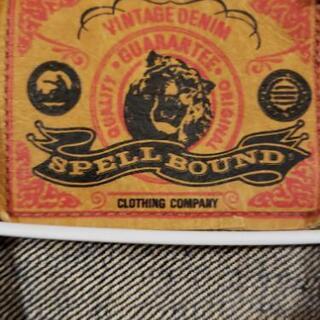 VINTAGE DENIM
GUARANTEE
QUALITY
ORIGINAL
SPELL BOUND
CLOTHING COMPANY